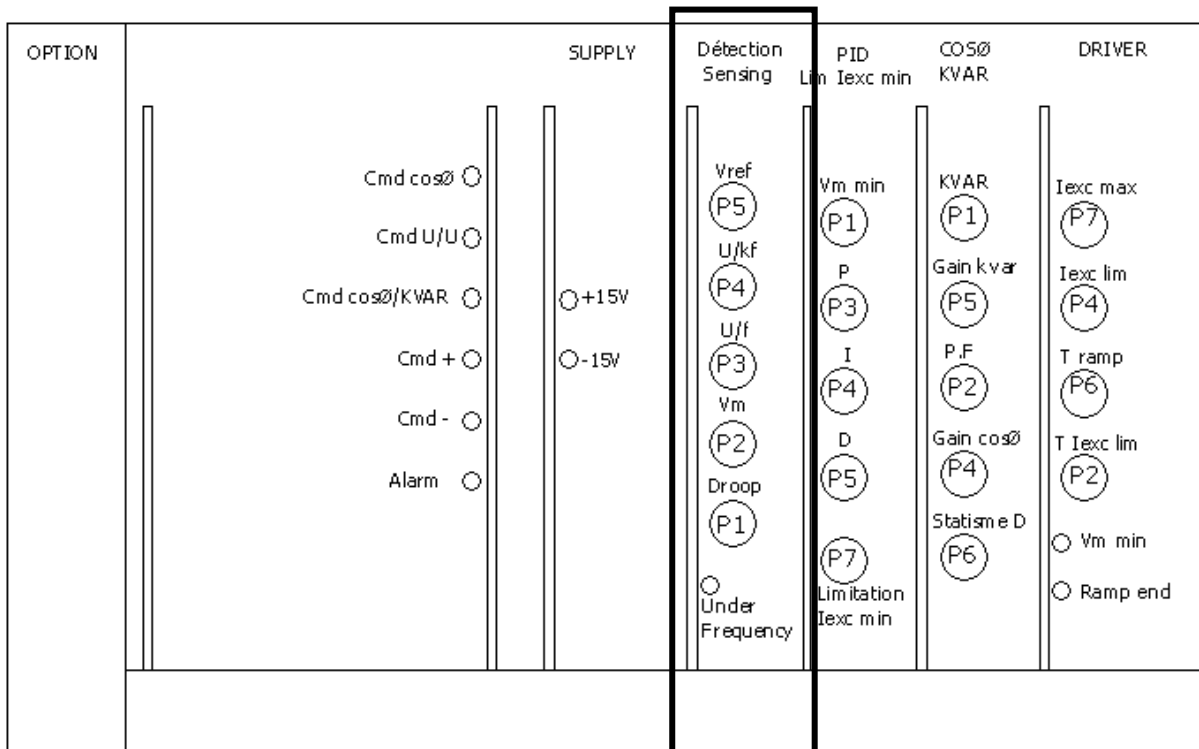 OPTION
SUPPLY
Détection
Sensing
PID
Lim Iexc min
COSØ
KVAR
DRIVER
Cmd cosØ
Cmd U/U
Cmd cosØ/KVAR
Cmd +
Cmd -
Alarm
+15V
-15V
Vref
P5
U/kf
P4
U/f
P3
Vm
P2
Droop
P1
Under
Frequency
Vm min
P1
P
P3
I
P4
D
P5
P7
Limitation
Iexc min
KVAR
P1
Gain kvar
P5
P.F
P2
Gain cosØ
P4
Statisme D
P6
Iexc max
P7
Iexc lim
P4
T ramp
P6
T Iexc lim
P2
Vm min
Ramp end